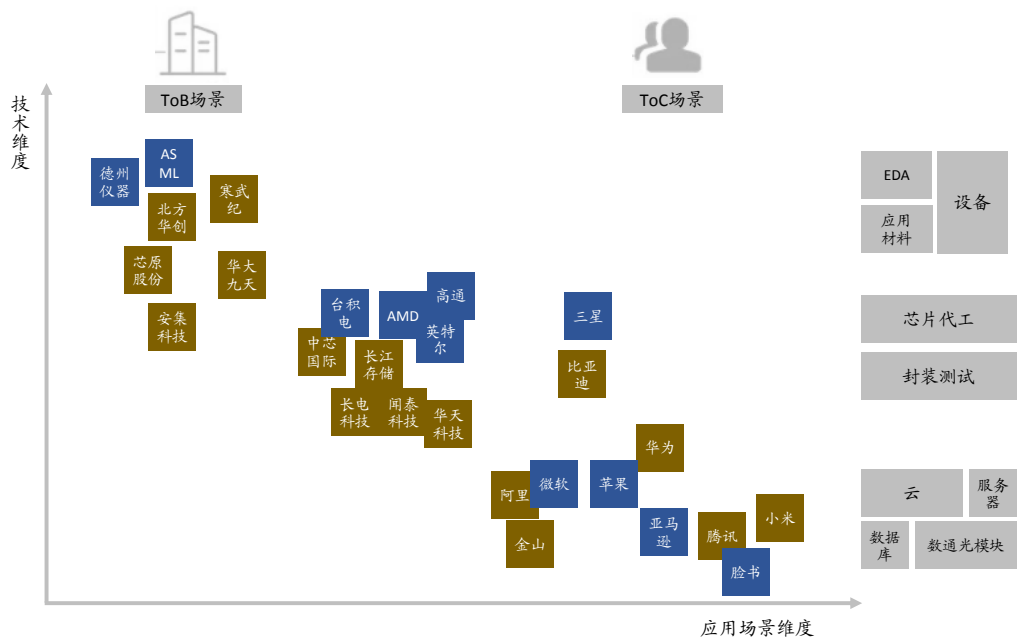 ToB场景
ToC场景
技
术
维
度
德州
仪器
AS
ML
寒武
纪
北方
华创
芯原
股份
华大
九天
安集
科技
台积
电
AMD
高通
英特
尔
中芯
国际
长江
存储
长电
科技
闻泰
科技
华天
科技
三星
比亚
迪
华为
阿里
微软
苹果
金山
亚马
逊
腾讯
小米
脸书
应用场景维度
EDA
应用
材料
设备
芯片代工
封装测试
云
服务
器
数据
库
数通光模块